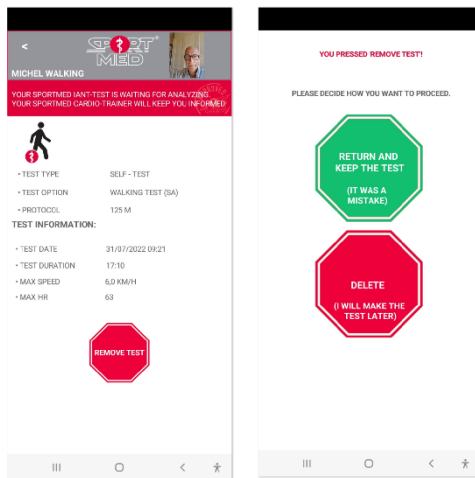 <
SPORT
MED
MICHEL WALKING
YOUR SPORTMED IANT-TEST IS WAITING FOR ANALYZING.
YOUR SPORTMED CARDIO-TRAINER WILL KEEP YOU INFORMED
• TEST TYPE SELF - TEST
• TEST OPTION WALKING TEST (SA)
• PROTOCOL 125 M
TEST INFORMATION:
• TEST DATE 31/07/2022 09:21
• TEST DURATION 17:10
• MAX SPEED 6,0 KM/H
• MAX HR 63
REMOVE TEST
YOU PRESSED REMOVE TEST!
PLEASE DECIDE HOW YOU WANT TO PROCEED.
RETURN AND
KEEP THE TEST
(IT WAS A
MISTAKE)
DELETE
(I WILL MAKE THE
TEST LATER)